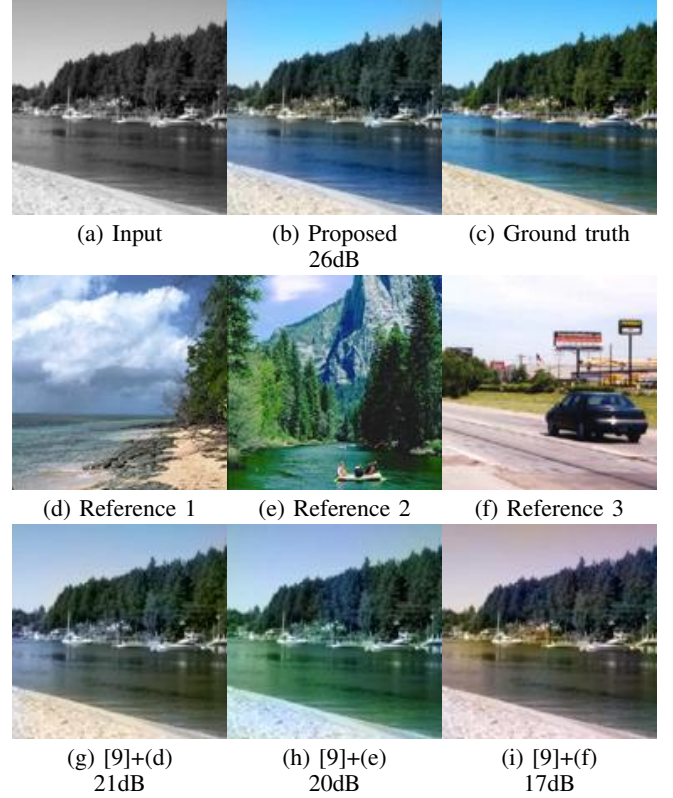 (a) Input
(b) Proposed
26dB
(c) Ground truth
(d) Reference 1
(e) Reference 2
(f) Reference 3
(g) [9]+(d)
21dB
(h) [9]+(e)
20dB
(i) [9]+(f)
17dB